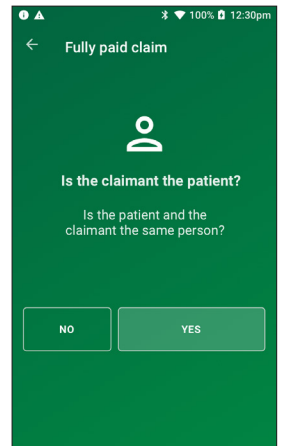 100% 12:30pm
Fully paid claim
Is the claimant the patient?
Is the patient and the
claimant the same person?
NO YES